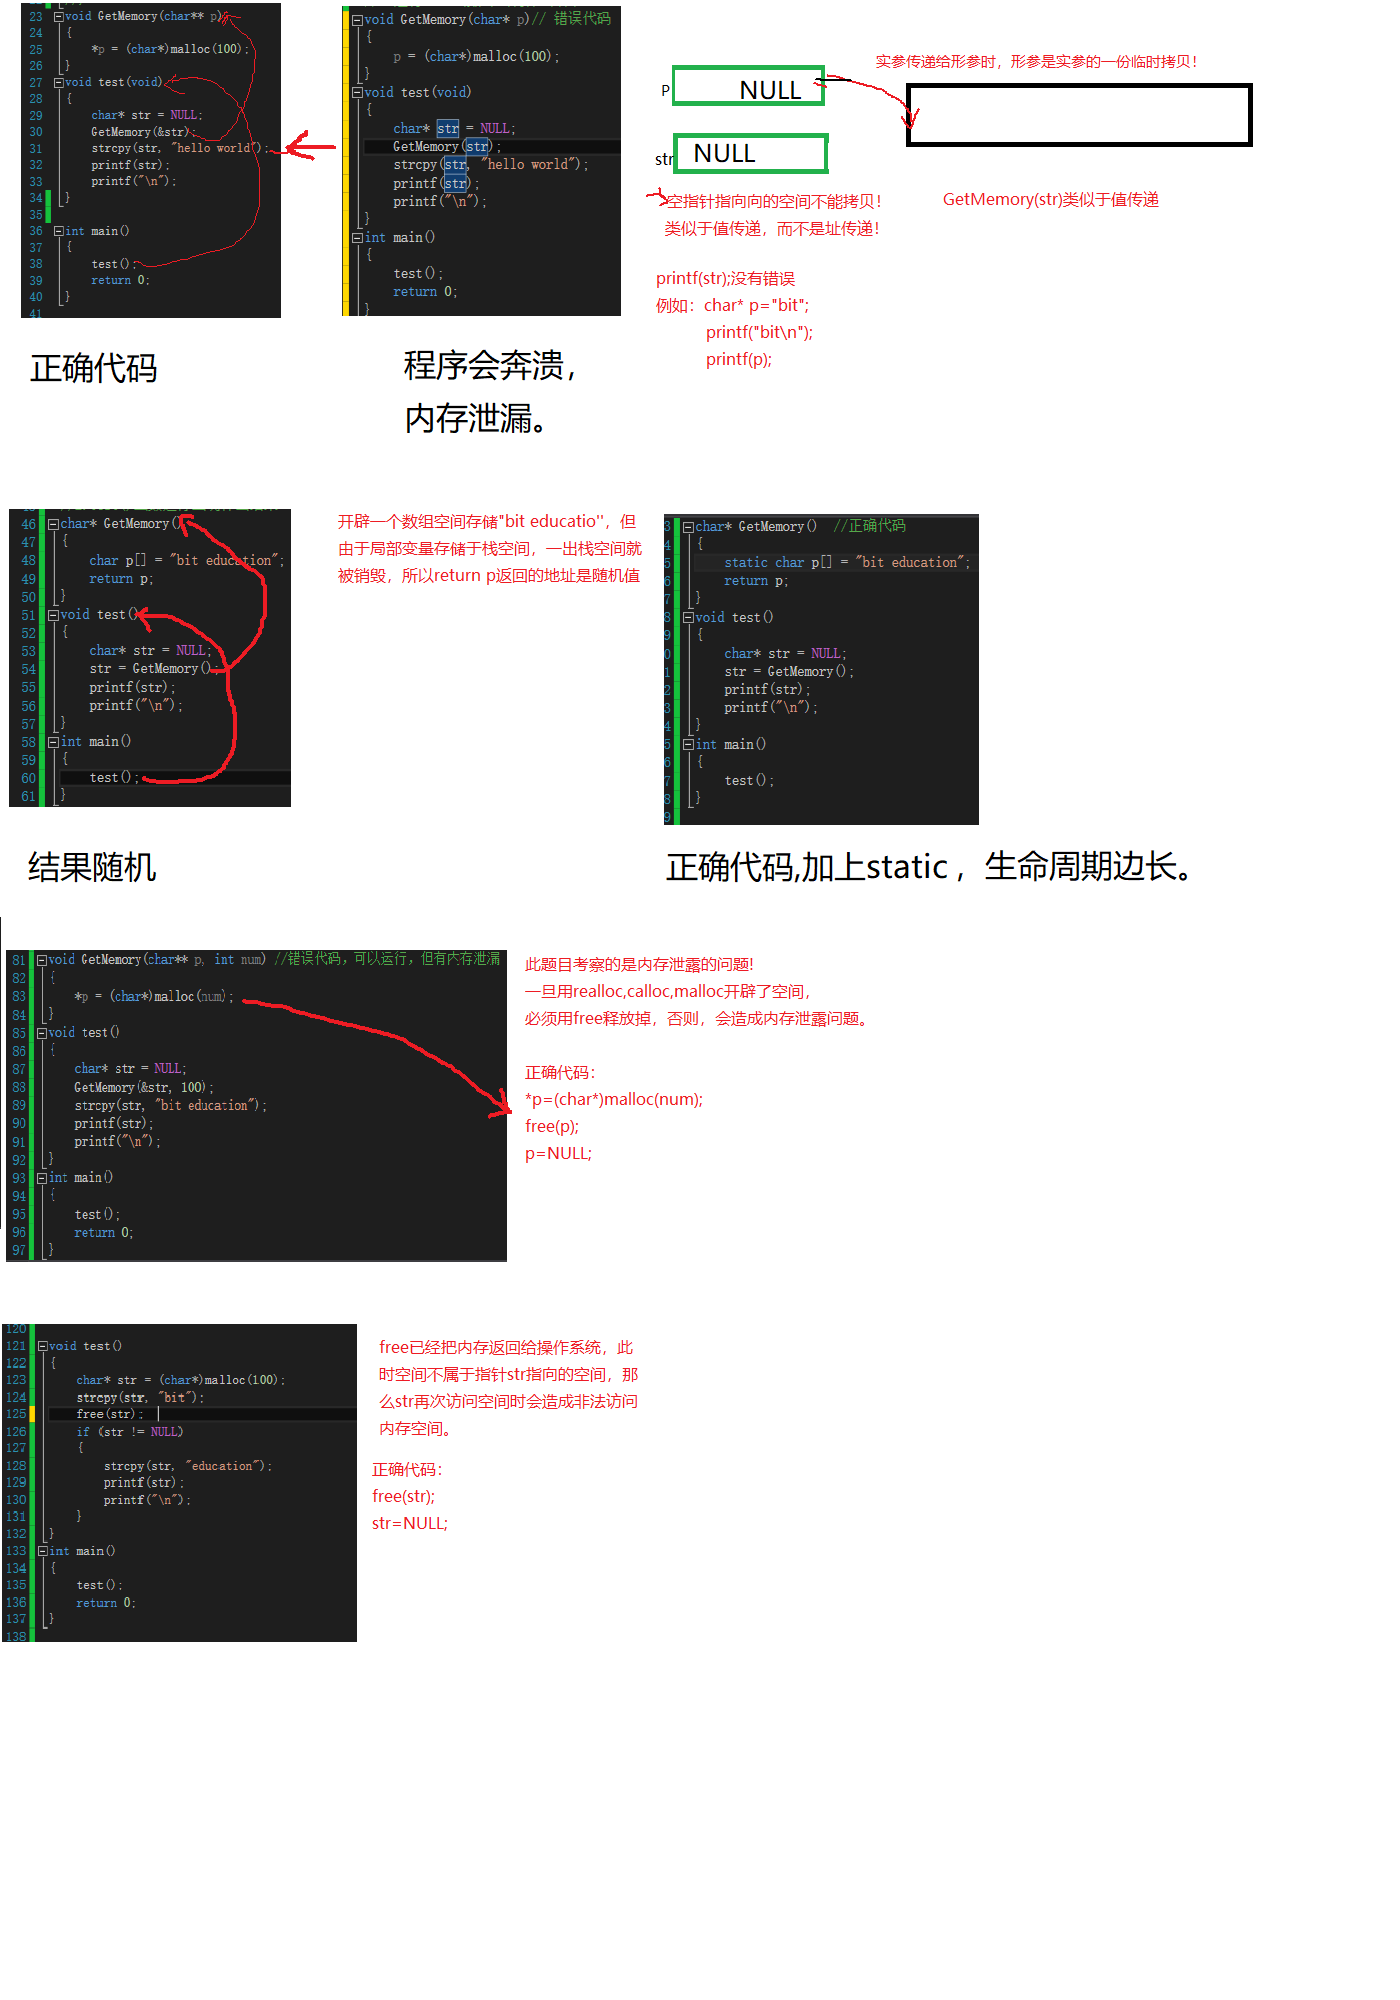 23 void GetMemory(char** p)
24 {
25 *p = (char*)malloc(100);
26 }
27 void test(void)
28 {
29 char* str = NULL;
30 GetMemory(&str);
31 strcpy(str, "hello world");
32 printf(str);
33 printf("\n");
34 }
35
36 int main()
37 {
38 test();
39 return 0;
40 }
41
正确代码
void GetMemory(char* p)// 错误代码
{
p = (char*)malloc(100);
}
void test(void)
{
char* str = NULL;
GetMemory(str);
strcpy(str, "hello world");
printf(str);
printf("\n");
}
int main()
{
test();
return 0;
}
程序会奔溃，
内存泄漏。
实参传递给形参时，形参是实参的一份临时拷贝！
P NULL
str NULL
空指针指向向的空间不能拷贝！
类似于值传递，而不是址传递！
GetMemory(str)类似于值传递
printf(str);没有错误
例如：char* p="bit";
printf("bit\n");
printf(p);
46 char* GetMemory()
47 {
48 char p[] = "bit education";
49 return p;
50 }
51 void test()
52 {
53 char* str = NULL;
54 str = GetMemory();
55 printf(str);
56 printf("\n");
57 }
58 int main()
59 {
60 test();
61 }
结果随机
开辟一个数组空间存储"bit educatio''，但
由于局部变量存储于栈空间，一出栈空间就
被销毁，所以return p返回的地址是随机值
3 char* GetMemory() //正确代码
4 {
5 static char p[] = "bit education";
6 return p;
7 }
8 void test()
9 {
0 char* str = NULL;
1 str = GetMemory();
2 printf(str);
3 printf("\n");
4 }
5 int main()
6 {
7 test();
8 }
9
正确代码,加上static ，生命周期边长。
81 void GetMemory(char** p, int num) //错误代码，可以运行，但有内存泄漏
82 {
83 *p = (char*)malloc(num);
84 }
85 void test()
86 {
87 char* str = NULL;
88 GetMemory(&str, 100);
89 strcpy(str, "bit education");
90 printf(str);
91 printf("\n");
92 }
93 int main()
94 {
95 test();
96 return 0;
97 }
此题目考察的是内存泄露的问题!
一旦用realloc,calloc,malloc开辟了空间，
必须用free释放掉，否则，会造成内存泄露问题。
正确代码：
*p=(char*)malloc(num);
free(p);
p=NULL;
120
121 void test()
122 {
123 char* str = (char*)malloc(100);
124 strcpy(str, "bit");
125 free(str);
126 if (str != NULL)
127 {
128 strcpy(str, "education");
129 printf(str);
130 printf("\n");
131 }
132 }
133 int main()
134 {
135 test();
136 return 0;
137 }
138
free已经把内存返回给操作系统，此
时空间不属于指针str指向的空间，那
么str再次访问空间时会造成非法访问
内存空间。
正确代码：
free(str);
str=NULL;